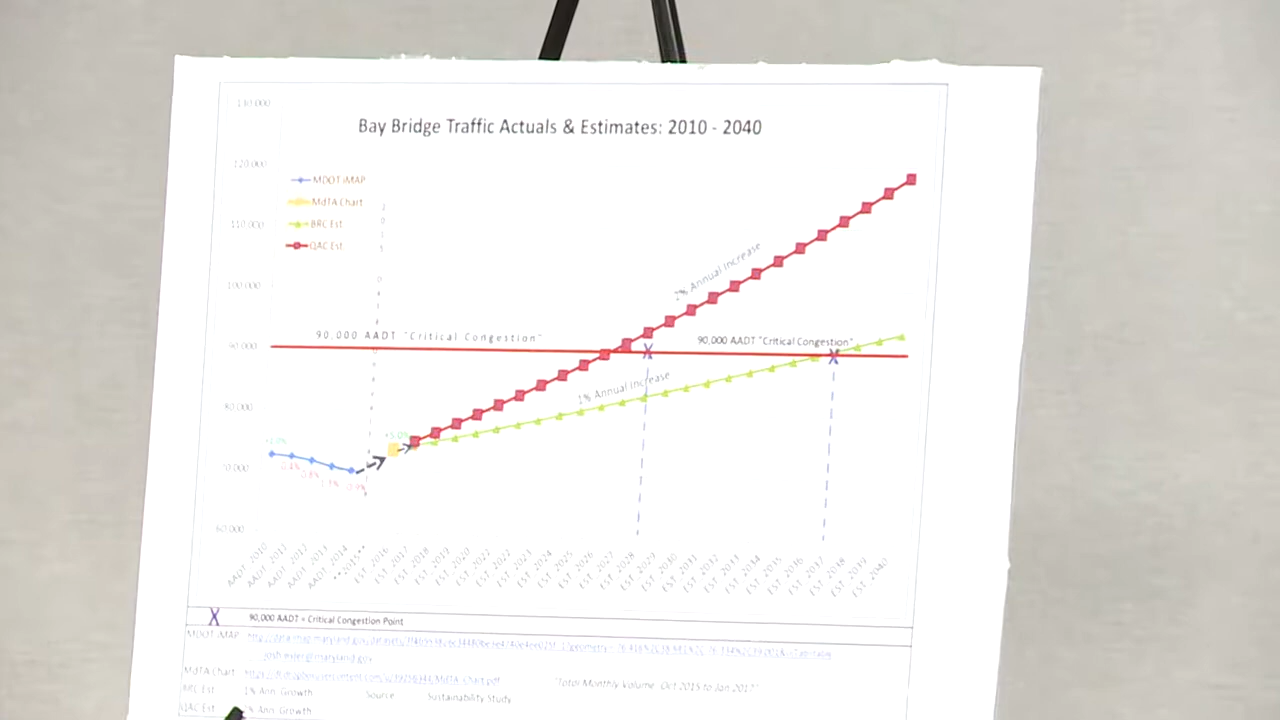 Bay Bridge Traffic Actuals & Estimates: 2010 - 2040
120,000
110,000
100,000
90,000
80,000
70,000
60,000
MDOT iMAP
MdTA Chart
BRC Est
QAC Est
2% Annual Increase
90,000 AADT "Critical Congestion"
90,000 AADT "Critical Congestion"
1% Annual Increase
+5.0%
AADT 2010
AADT 2011
AADT 2012
AADT 2013
AADT 2014
**2015**
EST. 2016
EST. 2017
EST. 2018
EST. 2019
EST. 2020
EST. 2021
EST. 2022
EST. 2023
EST. 2024
EST. 2025
EST. 2026
EST. 2027
EST. 2028
EST. 2029
EST. 2030
EST. 2031
EST. 2032
EST. 2033
EST. 2034
EST. 2035
EST. 2036
EST. 2037
EST. 2038
EST. 2039
EST. 2040
X 90,000 AADT = Critical Congestion Point
MDOT iMAP
MdTA Chart
"Total Monthly Volume: Oct 2015 to Jan 2017"
BRC Est 1% Ann. Growth Source Sustainability Study
QAC Est Ann. Growth